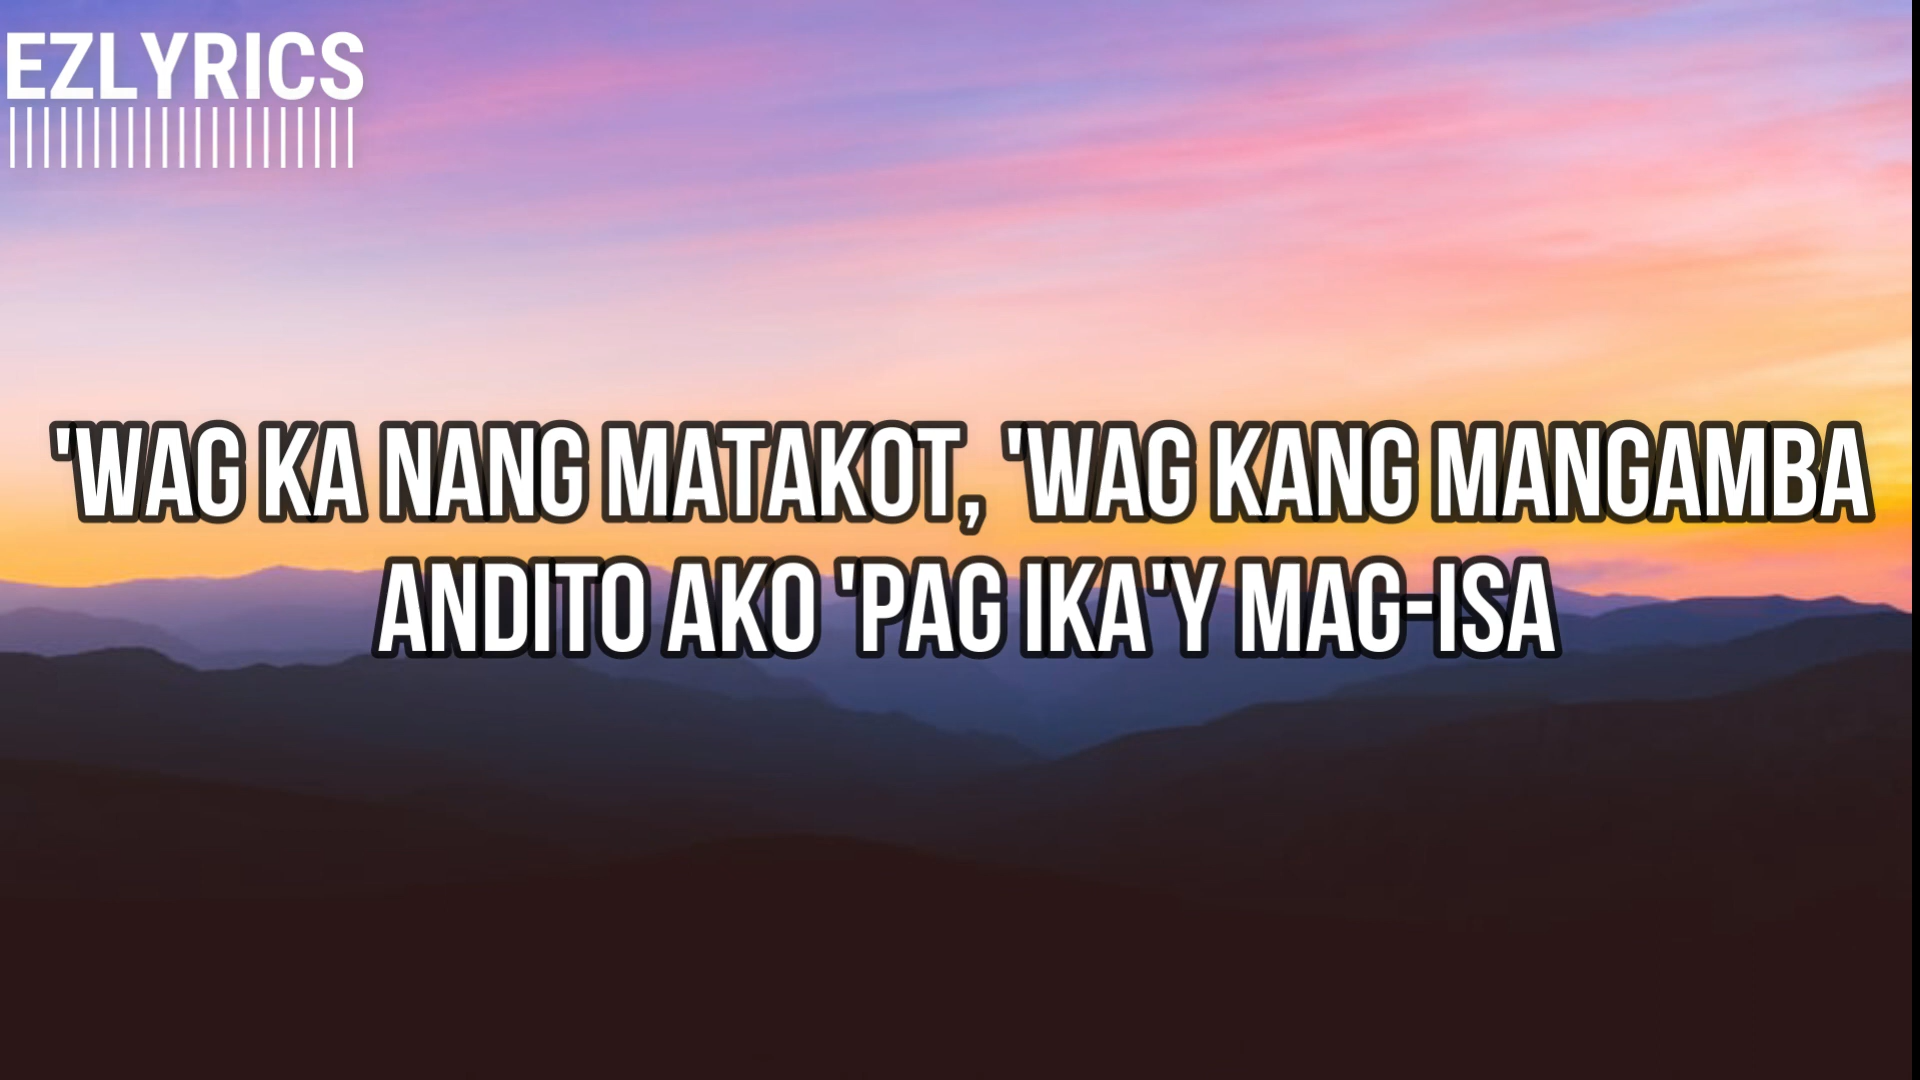 EZLYRICS
'WAG KA NANG MATAKOT, 'WAG KANG MANGAMBA
ANDITO AKO 'PAG IKA'Y MAG-ISA